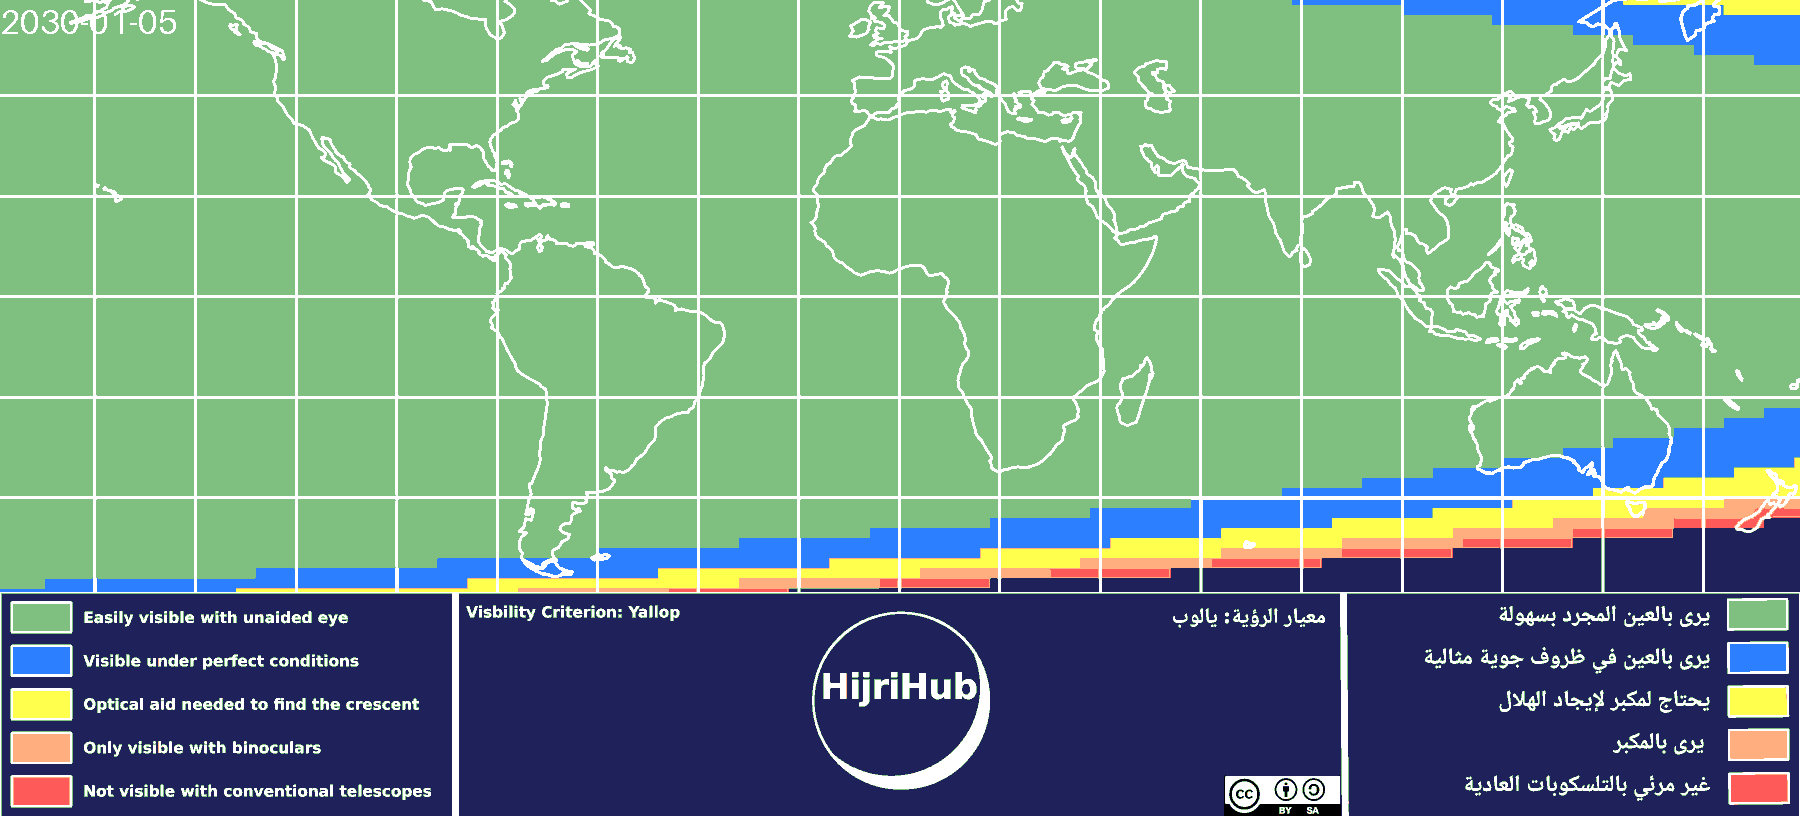 2030-01-05
Easily visible with unaided eye
Visible under perfect conditions
Optical aid needed to find the crescent
Only visible with binoculars
Not visible with conventional telescopes
Visbility Criterion: Yallop
معيار الرؤية: يالوب
HijriHub
cc
BY SA
يرى بالعين المجرد بسهولة
يرى بالعين في ظروف جوية مثالية
يحتاج لمكبر لإيجاد الهلال
يرى بالمكبر
غير مرئي بالتلسكوبات العادية